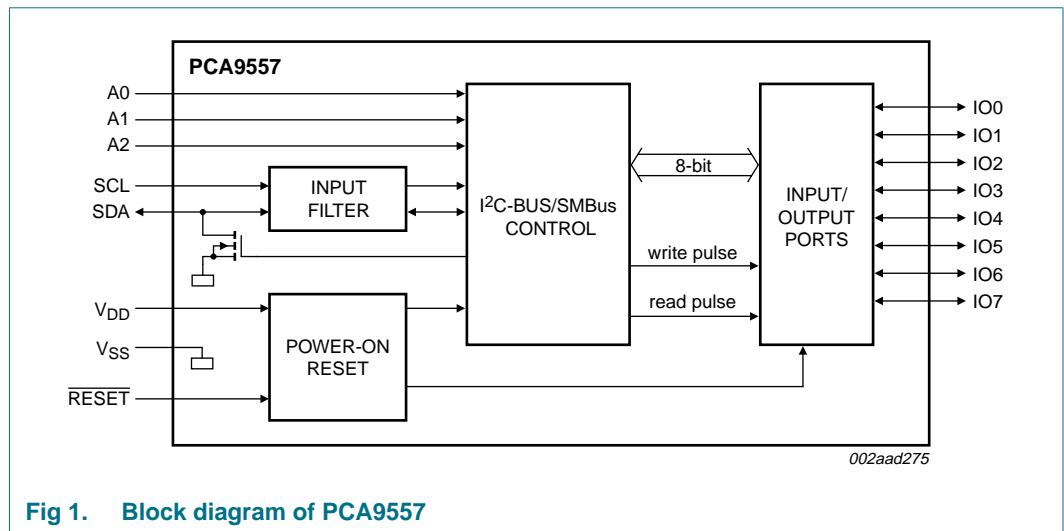 PCA9557
A0
A1
A2
SCL
SDA
V_DD
V_SS
RESET
INPUT
FILTER
POWER-ON
RESET
I²C-BUS/SMBus
CONTROL
8-bit
write pulse
read pulse
INPUT/
OUTPUT
PORTS
IO0
IO1
IO2
IO3
IO4
IO5
IO6
IO7
002aad275
Fig 1. Block diagram of PCA9557